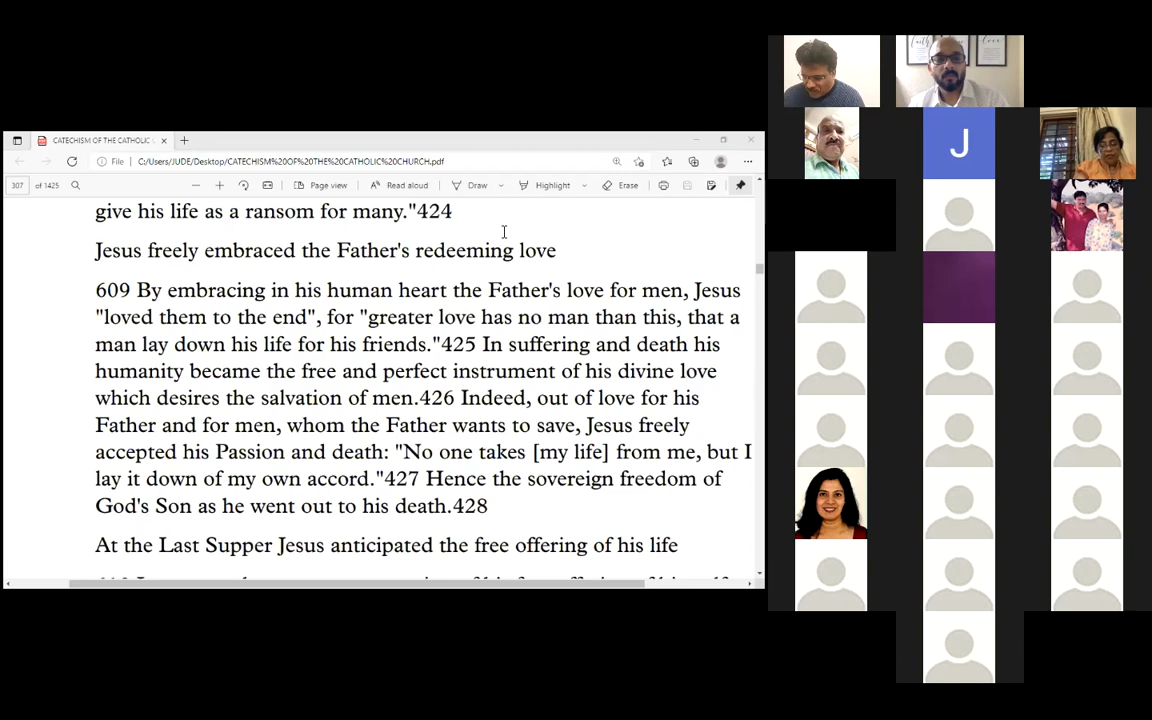 CATECHISM OF THE CATHOLIC
File
C:/Users/JUDE/Desktop/CATECHISM%20OF%20THE%20CATHOLIC%20CHURCH.pdf
307 of 1425
Page view
Read aloud
Draw
Highlight
Erase
give his life as a ransom for many."424
Jesus freely embraced the Father's redeeming love
609 By embracing in his human heart the Father's love for men, Jesus
"loved them to the end", for "greater love has no man than this, that a
man lay down his life for his friends."425 In suffering and death his
humanity became the free and perfect instrument of his divine love
which desires the salvation of men.426 Indeed, out of love for his
Father and for men, whom the Father wants to save, Jesus freely
accepted his Passion and death: "No one takes [my life] from me, but I
lay it down of my own accord."427 Hence the sovereign freedom of
God's Son as he went out to his death.428
At the Last Supper Jesus anticipated the free offering of his life
J